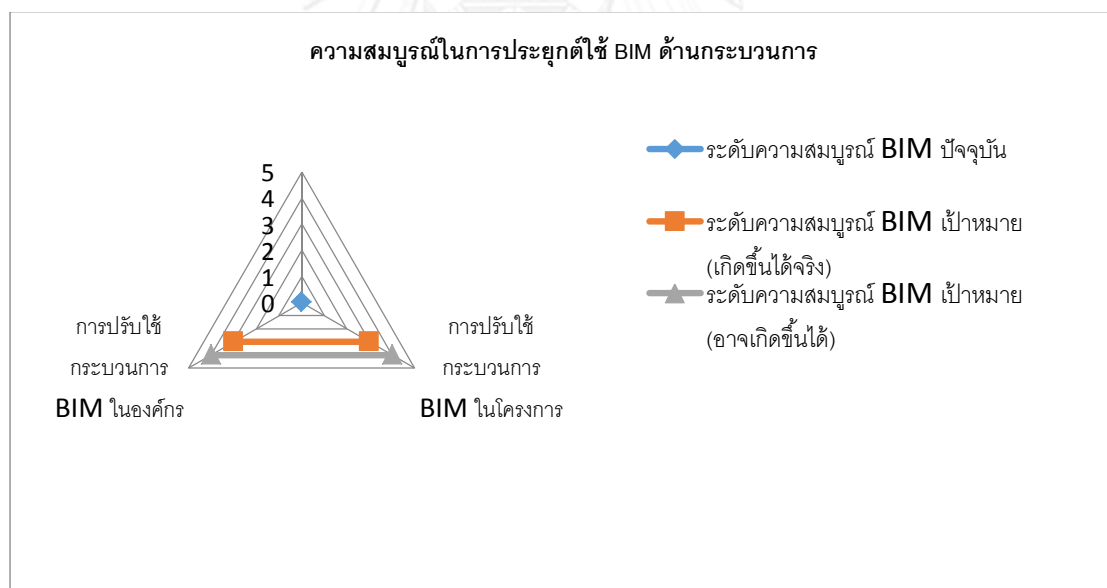 ความสมบูรณ์ในการประยุกต์ใช้ BIM ด้านกระบวนการ
5
4
3
2
1
0
การปรับใช้
กระบวนการ
BIM ในองค์กร
การปรับใช้
กระบวนการ
BIM ในโครงการ
ระดับความสมบูรณ์ BIM ปัจจุบัน
ระดับความสมบูรณ์ BIM เป้าหมาย
(เกิดขึ้นได้จริง)
ระดับความสมบูรณ์ BIM เป้าหมาย
(อาจเกิดขึ้นได้)